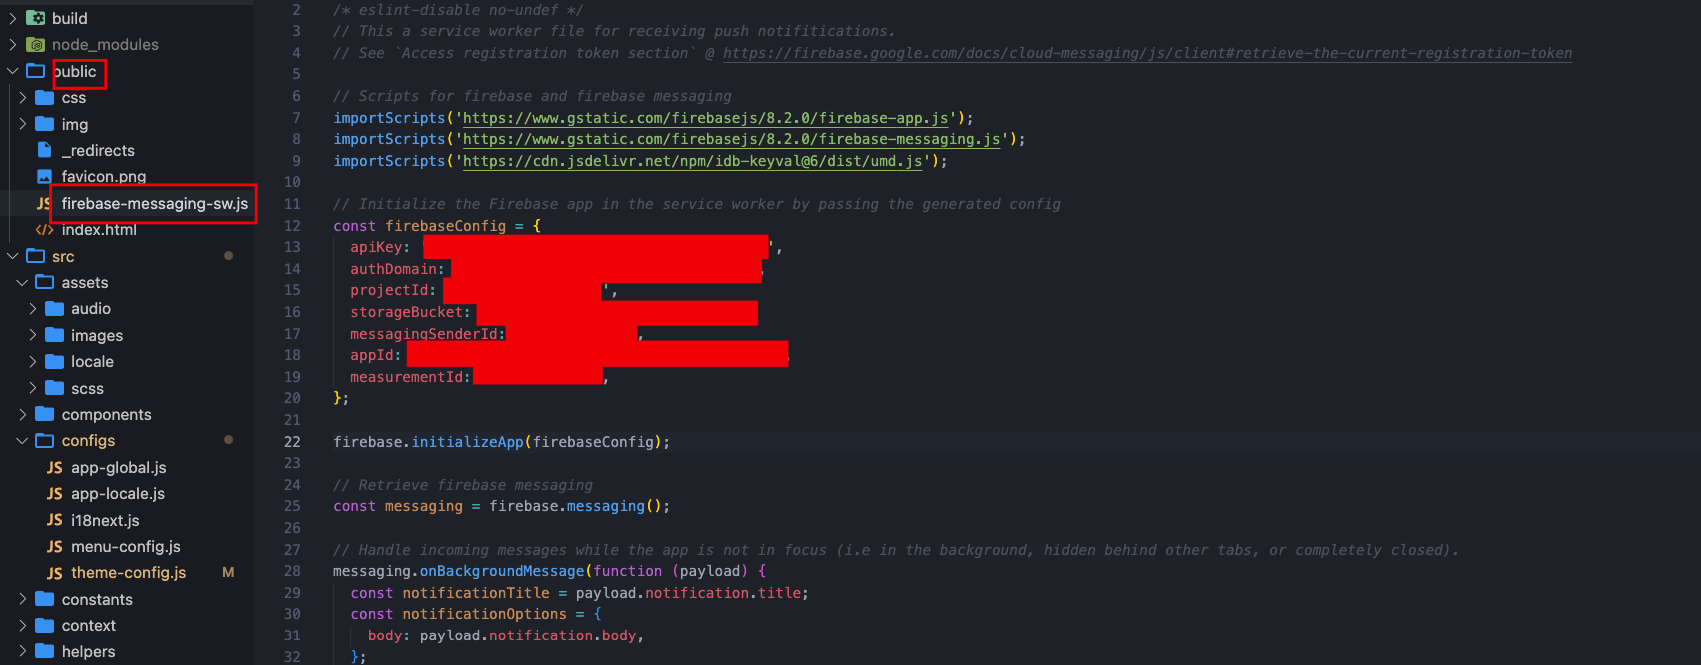 build
node_modules
public
css
img
_redirects
favicon.png
firebase-messaging-sw.js
index.html
src
assets
audio
images
locale
scss
components
configs
app-global.js
app-locale.js
i18next.js
menu-config.js
theme-config.js M
constants
context
helpers
2 /* eslint-disable no-undef */
3 // This a service worker file for receiving push notifitications.
4 // See `Access registration token section` @ https://firebase.google.com/docs/cloud-messaging/js/client#retrieve-the-current-registration-token
5
6 // Scripts for firebase and firebase messaging
7 importScripts('https://www.gstatic.com/firebasejs/8.2.0/firebase-app.js');
8 importScripts('https://www.gstatic.com/firebasejs/8.2.0/firebase-messaging.js');
9 importScripts('https://cdn.jsdelivr.net/npm/idb-keyval@6/dist/umd.js');
10
11 // Initialize the Firebase app in the service worker by passing the generated config
12 const firebaseConfig = {
13 apiKey: '',
14 authDomain: ,
15 projectId: ',
16 storageBucket:
17 messagingSenderId: ,
18 appId: ,
19 measurementId: ,
20 };
21
22 firebase.initializeApp(firebaseConfig);
23
24 // Retrieve firebase messaging
25 const messaging = firebase.messaging();
26
27 // Handle incoming messages while the app is not in focus (i.e in the background, hidden behind other tabs, or completely closed).
28 messaging.onBackgroundMessage(function (payload) {
29 const notificationTitle = payload.notification.title;
30 const notificationOptions = {
31 body: payload.notification.body,
32 };